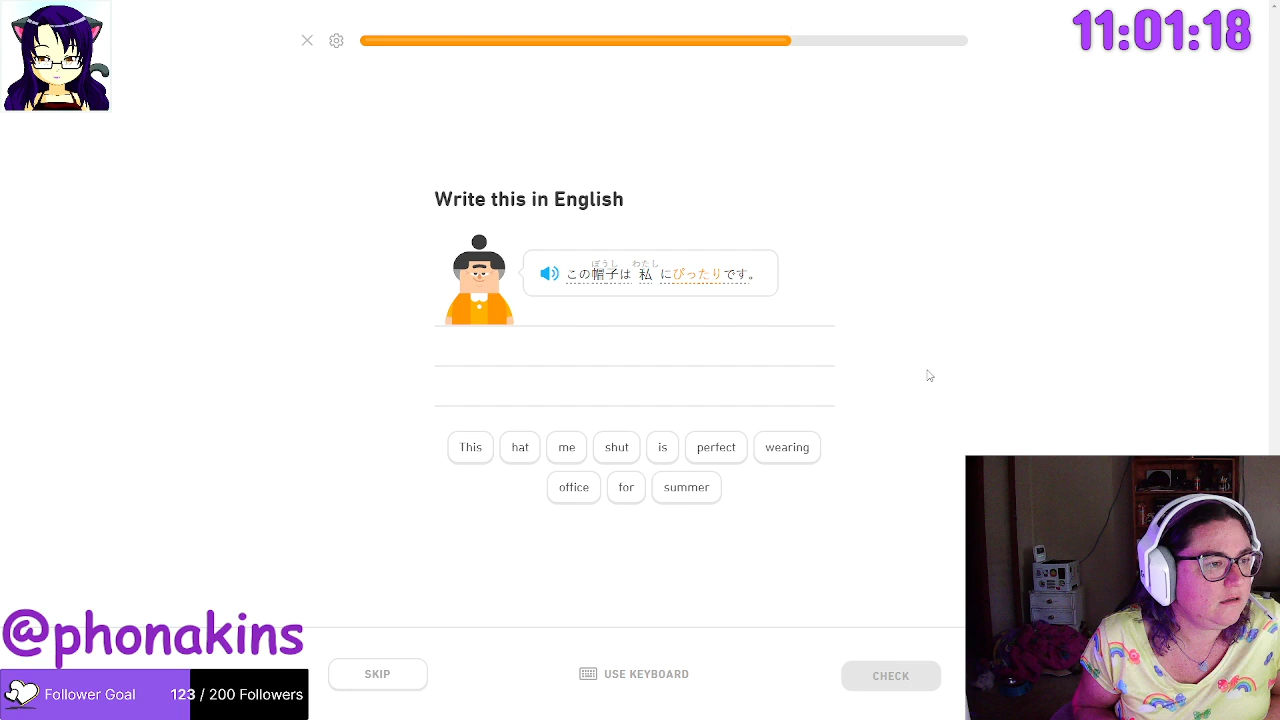 11:01:18
Write this in English
ぼうし わたし
この帽子は 私 にぴったりです。
This hat me shut is perfect wearing
office for summer
@phonakins
Follower Goal 123 / 200 Followers
SKIP USE KEYBOARD CHECK